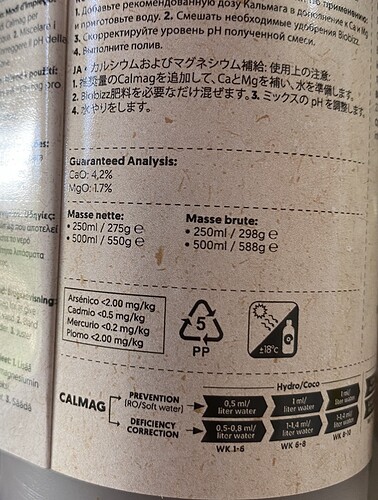 1. Добавьте рекомендованную дозу Кальмага в дополнение к Ca и Mg
и приготовьте воду. 2. Смешать необходимые удобрения Biobizz.
3. Скорректируйте уровень pH полученной смеси.
4. Выполните полив.
JA • カルシウムおよびマグネシウム補給: 使用上の注意:
1. 推奨量のCalmagを追加して、CaとMgを補い、水を準備します。
2. Biobizz肥料を必要なだけ混ぜます。3. ミックスの pHを調整します。
4. 水やりをします。
Guaranteed Analysis:
CaO: 4,2%
MgO: 1.7%
Masse nette:
• 250ml / 275g ℮
• 500ml / 550g ℮
Masse brute:
• 250ml / 298g ℮
• 500ml / 588g ℮
Arsénico <2.00 mg/kg
Cadmio <0.5 mg/kg
Mercurio <0.2 mg/kg
Plomo <2.00 mg/kg
5
PP
±18°c
Hydro/Coco
CALMAG
PREVENTION
(RO/Soft water)
0,5 ml/
liter water
1 ml/
liter water
1 ml/
liter
DEFICIENCY
CORRECTION
0.5-0,8 ml/
liter water
1-1,4 ml/
liter water
1-1,4 ml/
liter
WK 1-6
WK 6-8
WK 8-10